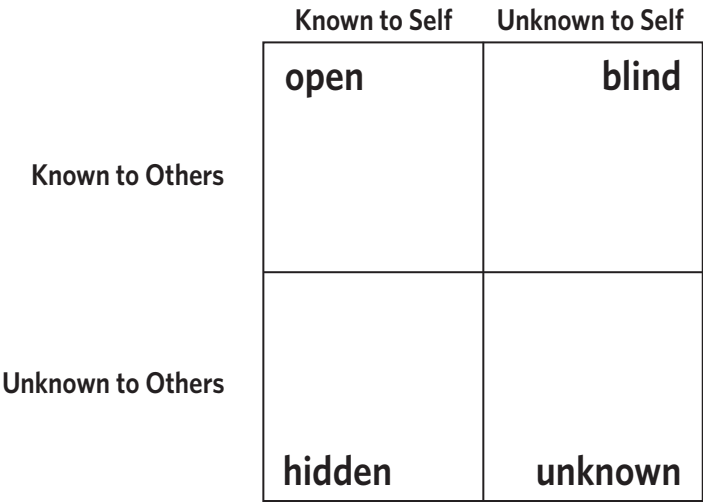 Known to Self Unknown to Self
open blind
Known to Others
Unknown to Others
hidden unknown